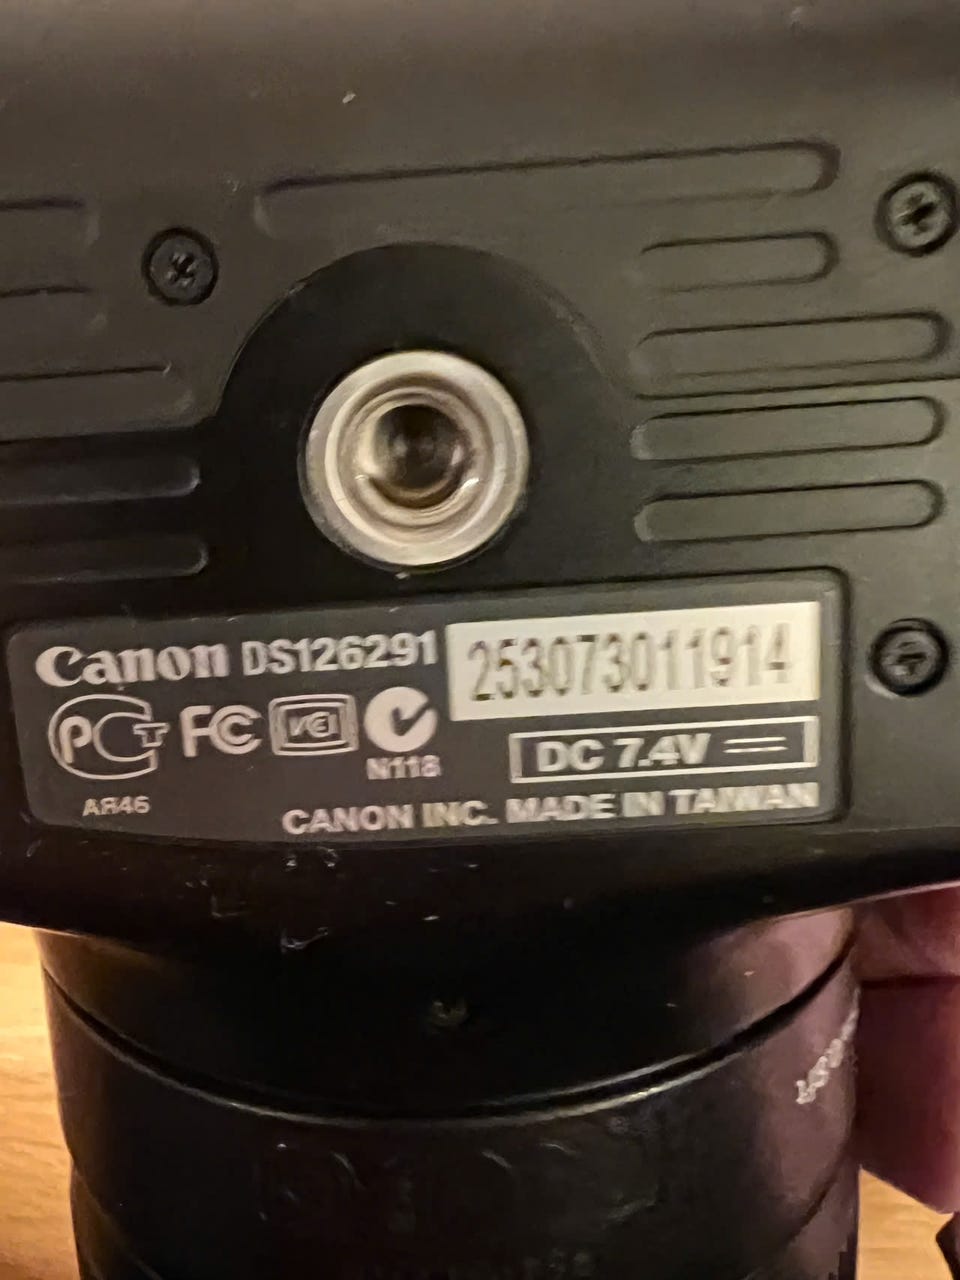 Canon DS126291 253073011914
PCT FC VCI N118
DC 7.4V
AR46
CANON INC. MADE IN TAIWAN